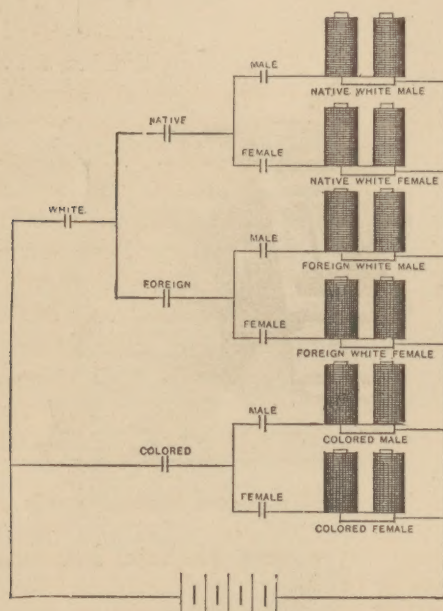 MALE
NATIVE WHITE MALE
NATIVE
FEMALE
NATIVE WHITE FEMALE
WHITE
MALE
FOREIGN WHITE MALE
FOREIGN
FEMALE
FOREIGN WHITE FEMALE
MALE
COLORED MALE
COLORED
FEMALE
COLORED FEMALE